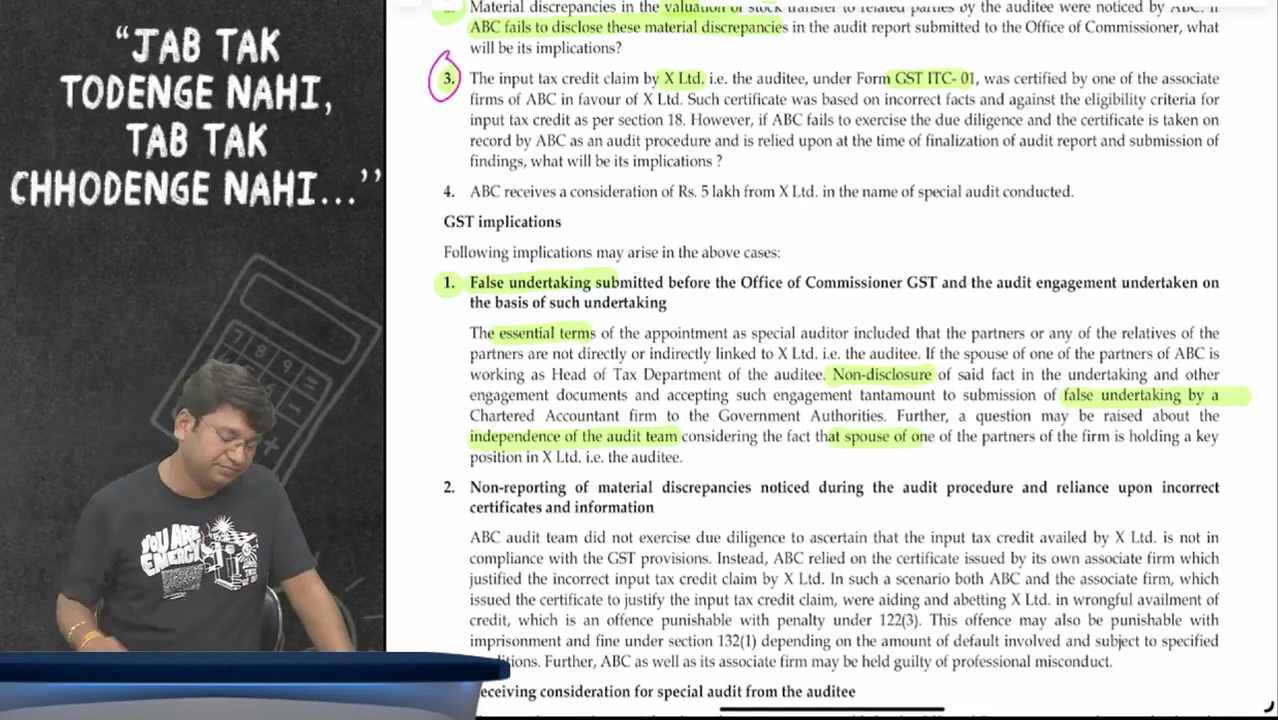 “JAB TAK
TODENGE NAHI,
TAB TAK
CHHODENGE NAHI...’’
YOU ARE
ENERGY
7 8 9
Material discrepancies in the valuation of stock transfer to related parties by the auditee were noticed by ABC. If
ABC fails to disclose these material discrepancies in the audit report submitted to the Office of Commissioner, what
will be its implications?
3. The input tax credit claim by X Ltd. i.e. the auditee, under Form GST ITC- 01, was certified by one of the associate
firms of ABC in favour of X Ltd. Such certificate was based on incorrect facts and against the eligibility criteria for
input tax credit as per section 18. However, if ABC fails to exercise the due diligence and the certificate is taken on
record by ABC as an audit procedure and is relied upon at the time of finalization of audit report and submission of
findings, what will be its implications ?
4. ABC receives a consideration of Rs. 5 lakh from X Ltd. in the name of special audit conducted.
GST implications
Following implications may arise in the above cases:
1. False undertaking submitted before the Office of Commissioner GST and the audit engagement undertaken on
the basis of such undertaking
The essential terms of the appointment as special auditor included that the partners or any of the relatives of the
partners are not directly or indirectly linked to X Ltd. i.e. the auditee. If the spouse of one of the partners of ABC is
working as Head of Tax Department of the auditee. Non-disclosure of said fact in the undertaking and other
engagement documents and accepting such engagement tantamount to submission of false undertaking by a
Chartered Accountant firm to the Government Authorities. Further, a question may be raised about the
independence of the audit team considering the fact that spouse of one of the partners of the firm is holding a key
position in X Ltd. i.e. the auditee.
2. Non-reporting of material discrepancies noticed during the audit procedure and reliance upon incorrect
certificates and information
ABC audit team did not exercise due diligence to ascertain that the input tax credit availed by X Ltd. is not in
compliance with the GST provisions. Instead, ABC relied on the certificate issued by its own associate firm which
justified the incorrect input tax credit claim by X Ltd. In such a scenario both ABC and the associate firm, which
issued the certificate to justify the input tax credit claim, were aiding and abetting X Ltd. in wrongful availment of
credit, which is an offence punishable with penalty under 122(3). This offence may also be punishable with
imprisonment and fine under section 132(1) depending on the amount of default involved and subject to specified
itions. Further, ABC as well as its associate firm may be held guilty of professional misconduct.
eceiving consideration for special audit from the auditee